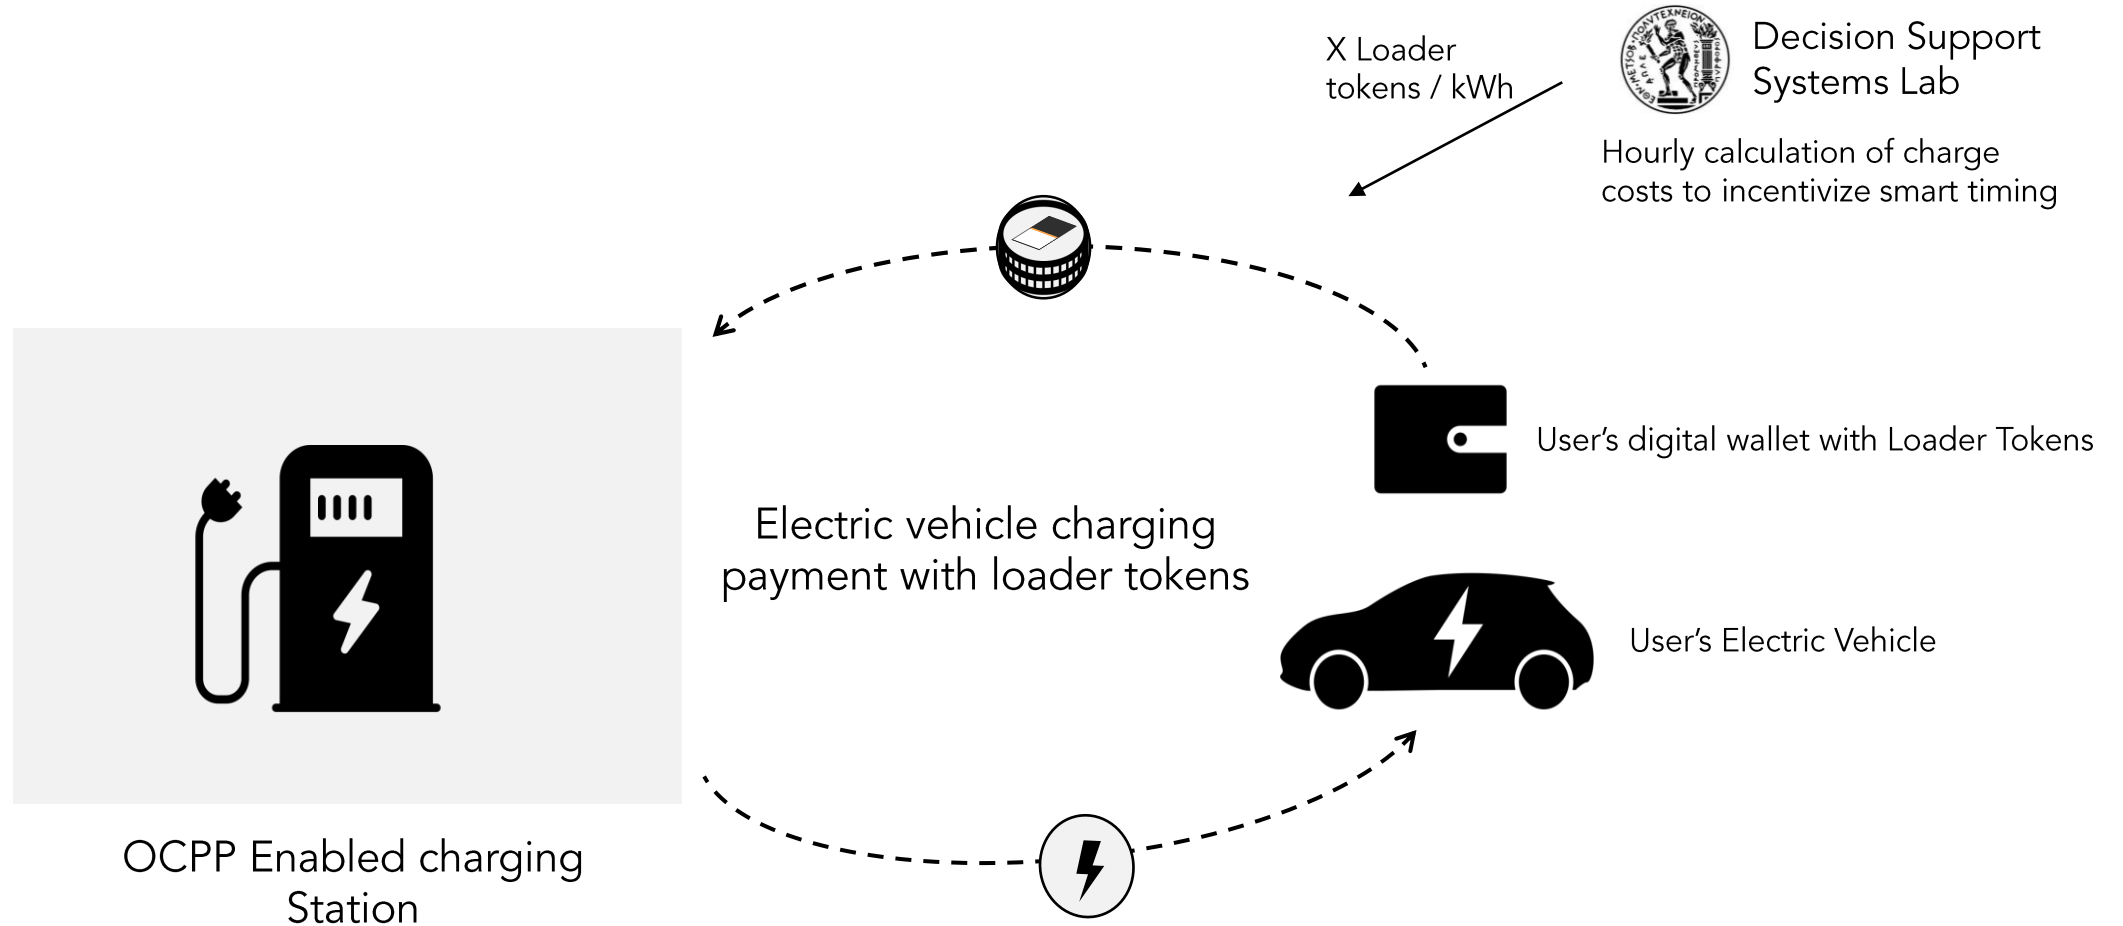 X Loader
tokens / kWh
Decision Support
Systems Lab
Hourly calculation of charge
costs to incentivize smart timing
User’s digital wallet with Loader Tokens
Electric vehicle charging
payment with loader tokens
User’s Electric Vehicle
OCPP Enabled charging
Station